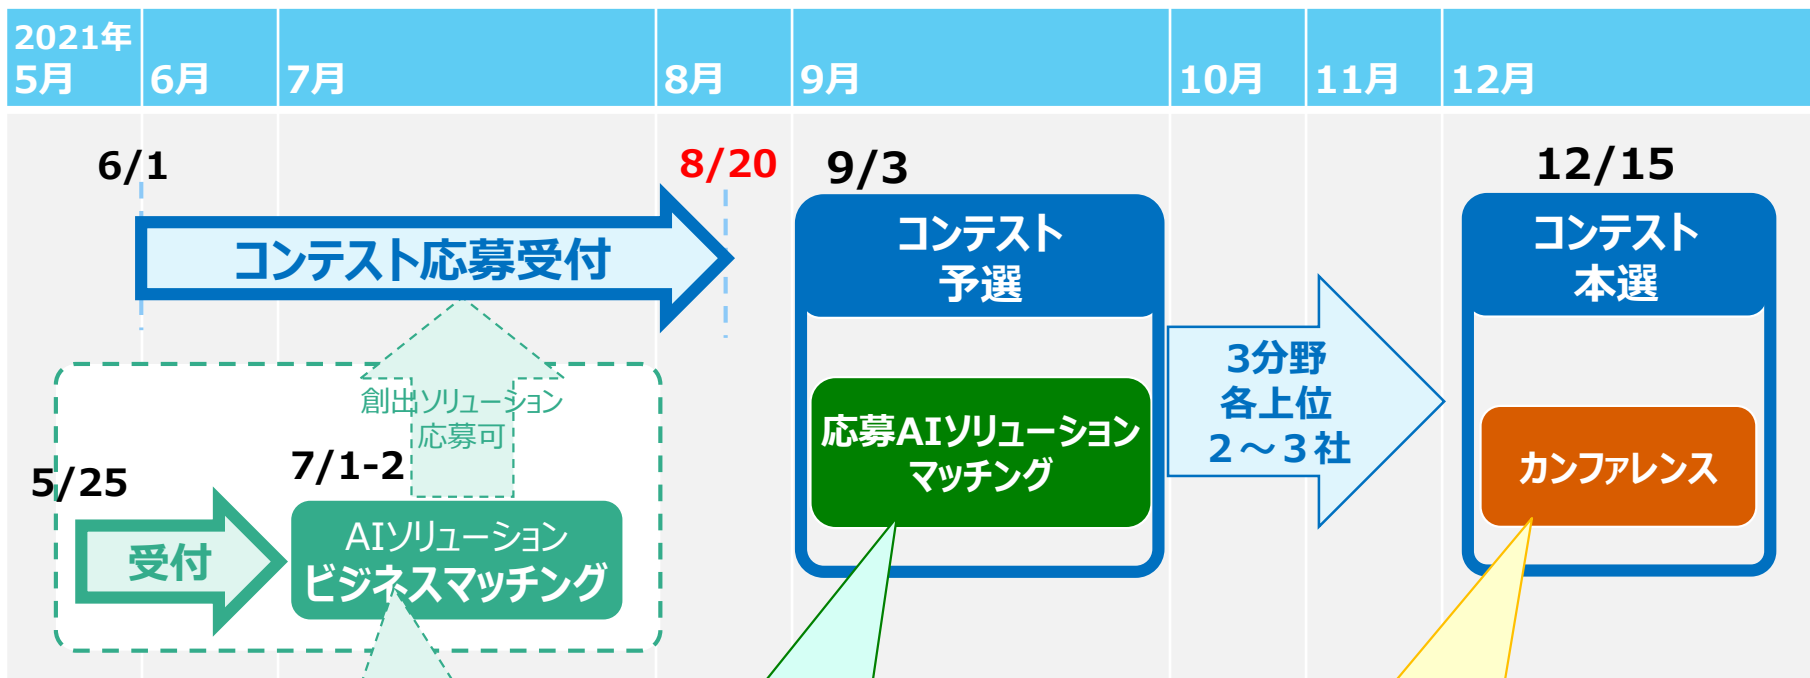 2021年
5月
6月
7月
8月
9月
10月
11月
12月
6/1
8/20
9/3
12/15
コンテスト応募受付
コンテスト
予選
コンテスト
本選
3分野
各上位
２～３社
創出ソリューション
応募可
応募AIソリューション
マッチング
カンファレンス
5/25
7/1-2
受付
AIソリューション
ビジネスマッチング